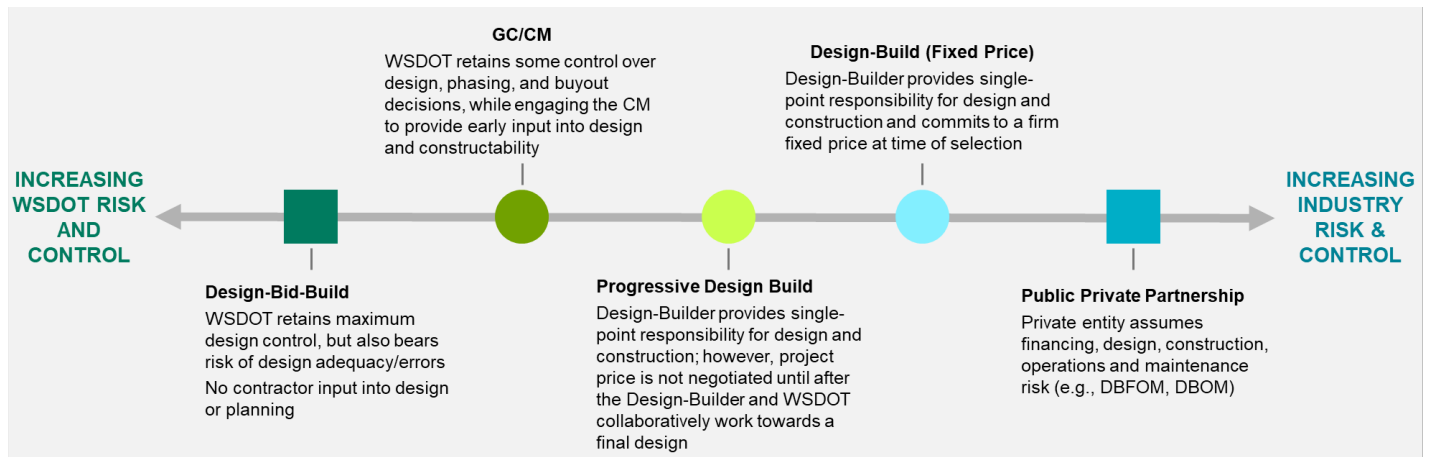 INCREASING
WSDOT RISK
AND
CONTROL
Design-Bid-Build
WSDOT retains maximum
design control, but also bears
risk of design adequacy/errors
No contractor input into design
or planning
GC/CM
WSDOT retains some control over
design, phasing, and buyout
decisions, while engaging the CM
to provide early input into design
and constructability
Progressive Design Build
Design-Builder provides single-
point responsibility for design and
construction; however, project
price is not negotiated until after
the Design-Builder and WSDOT
collaboratively work towards a
final design
Design-Build (Fixed Price)
Design-Builder provides single-
point responsibility for design and
construction and commits to a firm
fixed price at time of selection
Public Private Partnership
Private entity assumes
financing, design, construction,
operations and maintenance
risk (e.g., DBFOM, DBOM)
INCREASING
INDUSTRY
RISK &
CONTROL